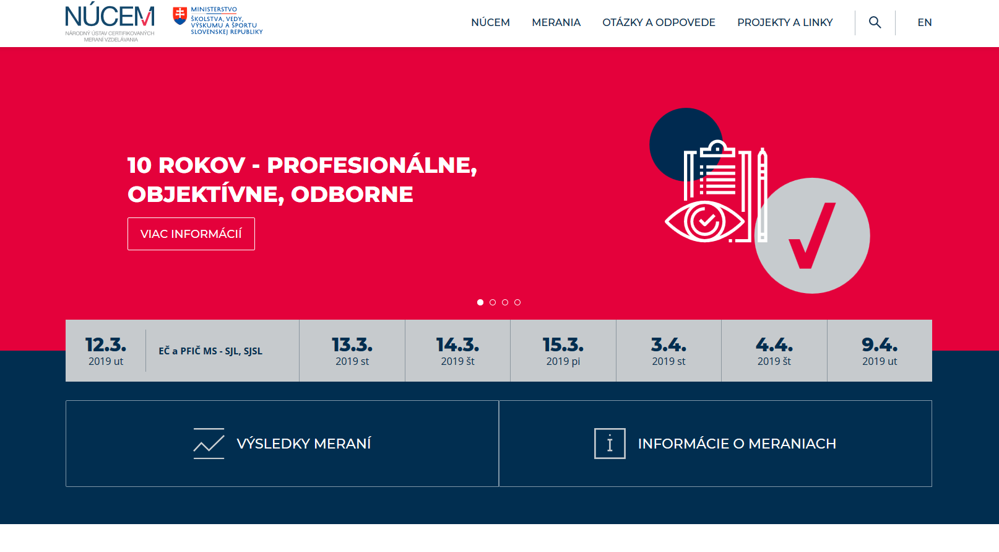 NÚCEM
NÁRODNÝ ÚSTAV CERTIFIKOVANÝCH
MERANÍ VZDELÁVANIA
MINISTERSTVO
ŠKOLSTVA, VEDY,
VÝSKUMU A ŠPORTU
SLOVENSKEJ REPUBLIKY
NÚCEM
MERANIA
OTÁZKY A ODPOVEDE
PROJEKTY A LINKY
EN
10 ROKOV - PROFESIONÁLNE,
OBJEKTÍVNE, ODBORNE
VIAC INFORMÁCIÍ
12.3.
2019 ut
EČ a PFIČ MS - SJL, SJSL
13.3.
2019 st
14.3.
2019 št
15.3.
2019 pi
3.4.
2019 st
4.4.
2019 št
9.4.
2019 ut
VÝSLEDKY MERANÍ
INFORMÁCIE O MERANIACH